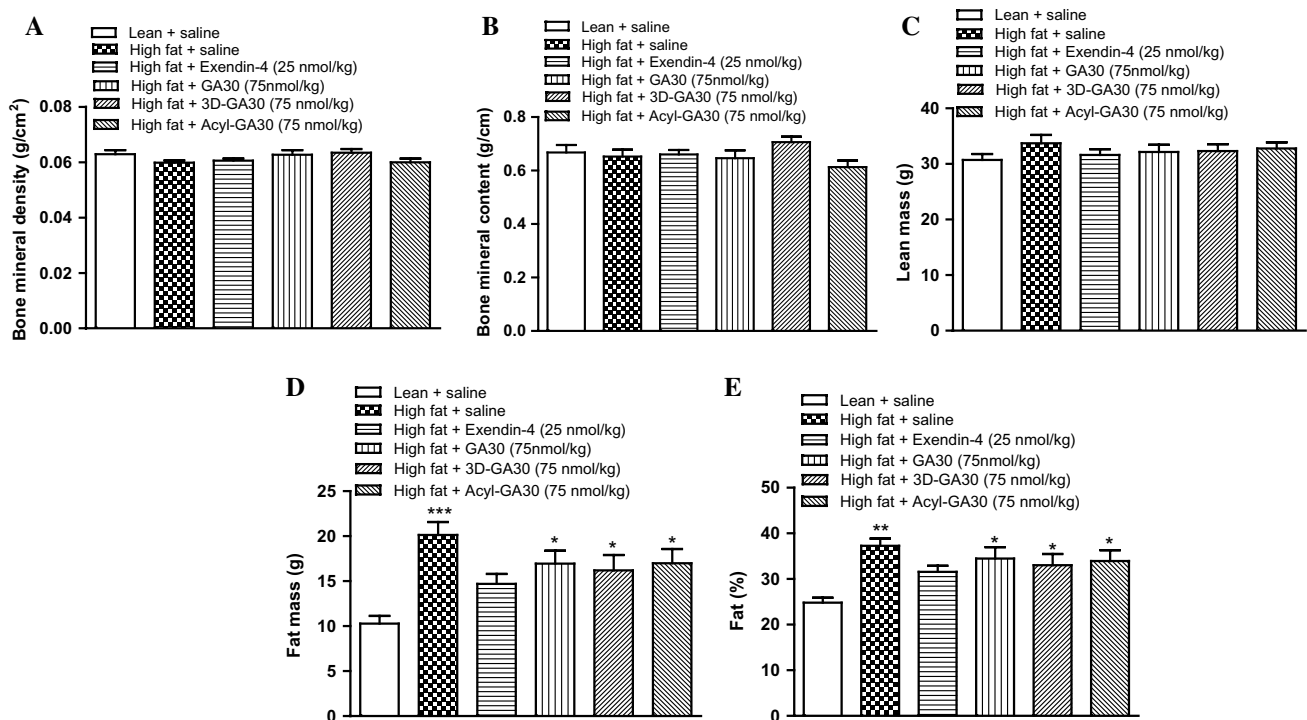 A
Lean + saline
High fat + saline
High fat + Exendin-4 (25 nmol/kg)
High fat + GA30 (75nmol/kg)
High fat + 3D-GA30 (75 nmol/kg)
High fat + Acyl-GA30 (75 nmol/kg)
Bone mineral density (g/cm²)
0.08
0.06
0.04
0.02
0.00
B
Lean + saline
High fat + saline
High fat + Exendin-4 (25 nmol/kg)
High fat + GA30 (75nmol/kg)
High fat + 3D-GA30 (75 nmol/kg)
High fat + Acyl-GA30 (75 nmol/kg)
Bone mineral content (g/cm)
0.8
0.6
0.4
0.2
0.0
C
Lean + saline
High fat + saline
High fat + Exendin-4 (25 nmol/kg)
High fat + GA30 (75nmol/kg)
High fat + 3D-GA30 (75 nmol/kg)
High fat + Acyl-GA30 (75 nmol/kg)
Lean mass (g)
40
30
20
10
0
D
Lean + saline
High fat + saline
High fat + Exendin-4 (25 nmol/kg)
High fat + GA30 (75nmol/kg)
High fat + 3D-GA30 (75 nmol/kg)
High fat + Acyl-GA30 (75 nmol/kg)
Fat mass (g)
25
20
15
10
5
0
*** * * *
E
Lean + saline
High fat + saline
High fat + Exendin-4 (25 nmol/kg)
High fat + GA30 (75nmol/kg)
High fat + 3D-GA30 (75 nmol/kg)
High fat + Acyl-GA30 (75 nmol/kg)
Fat (%)
50
40
30
20
10
0
** * * *